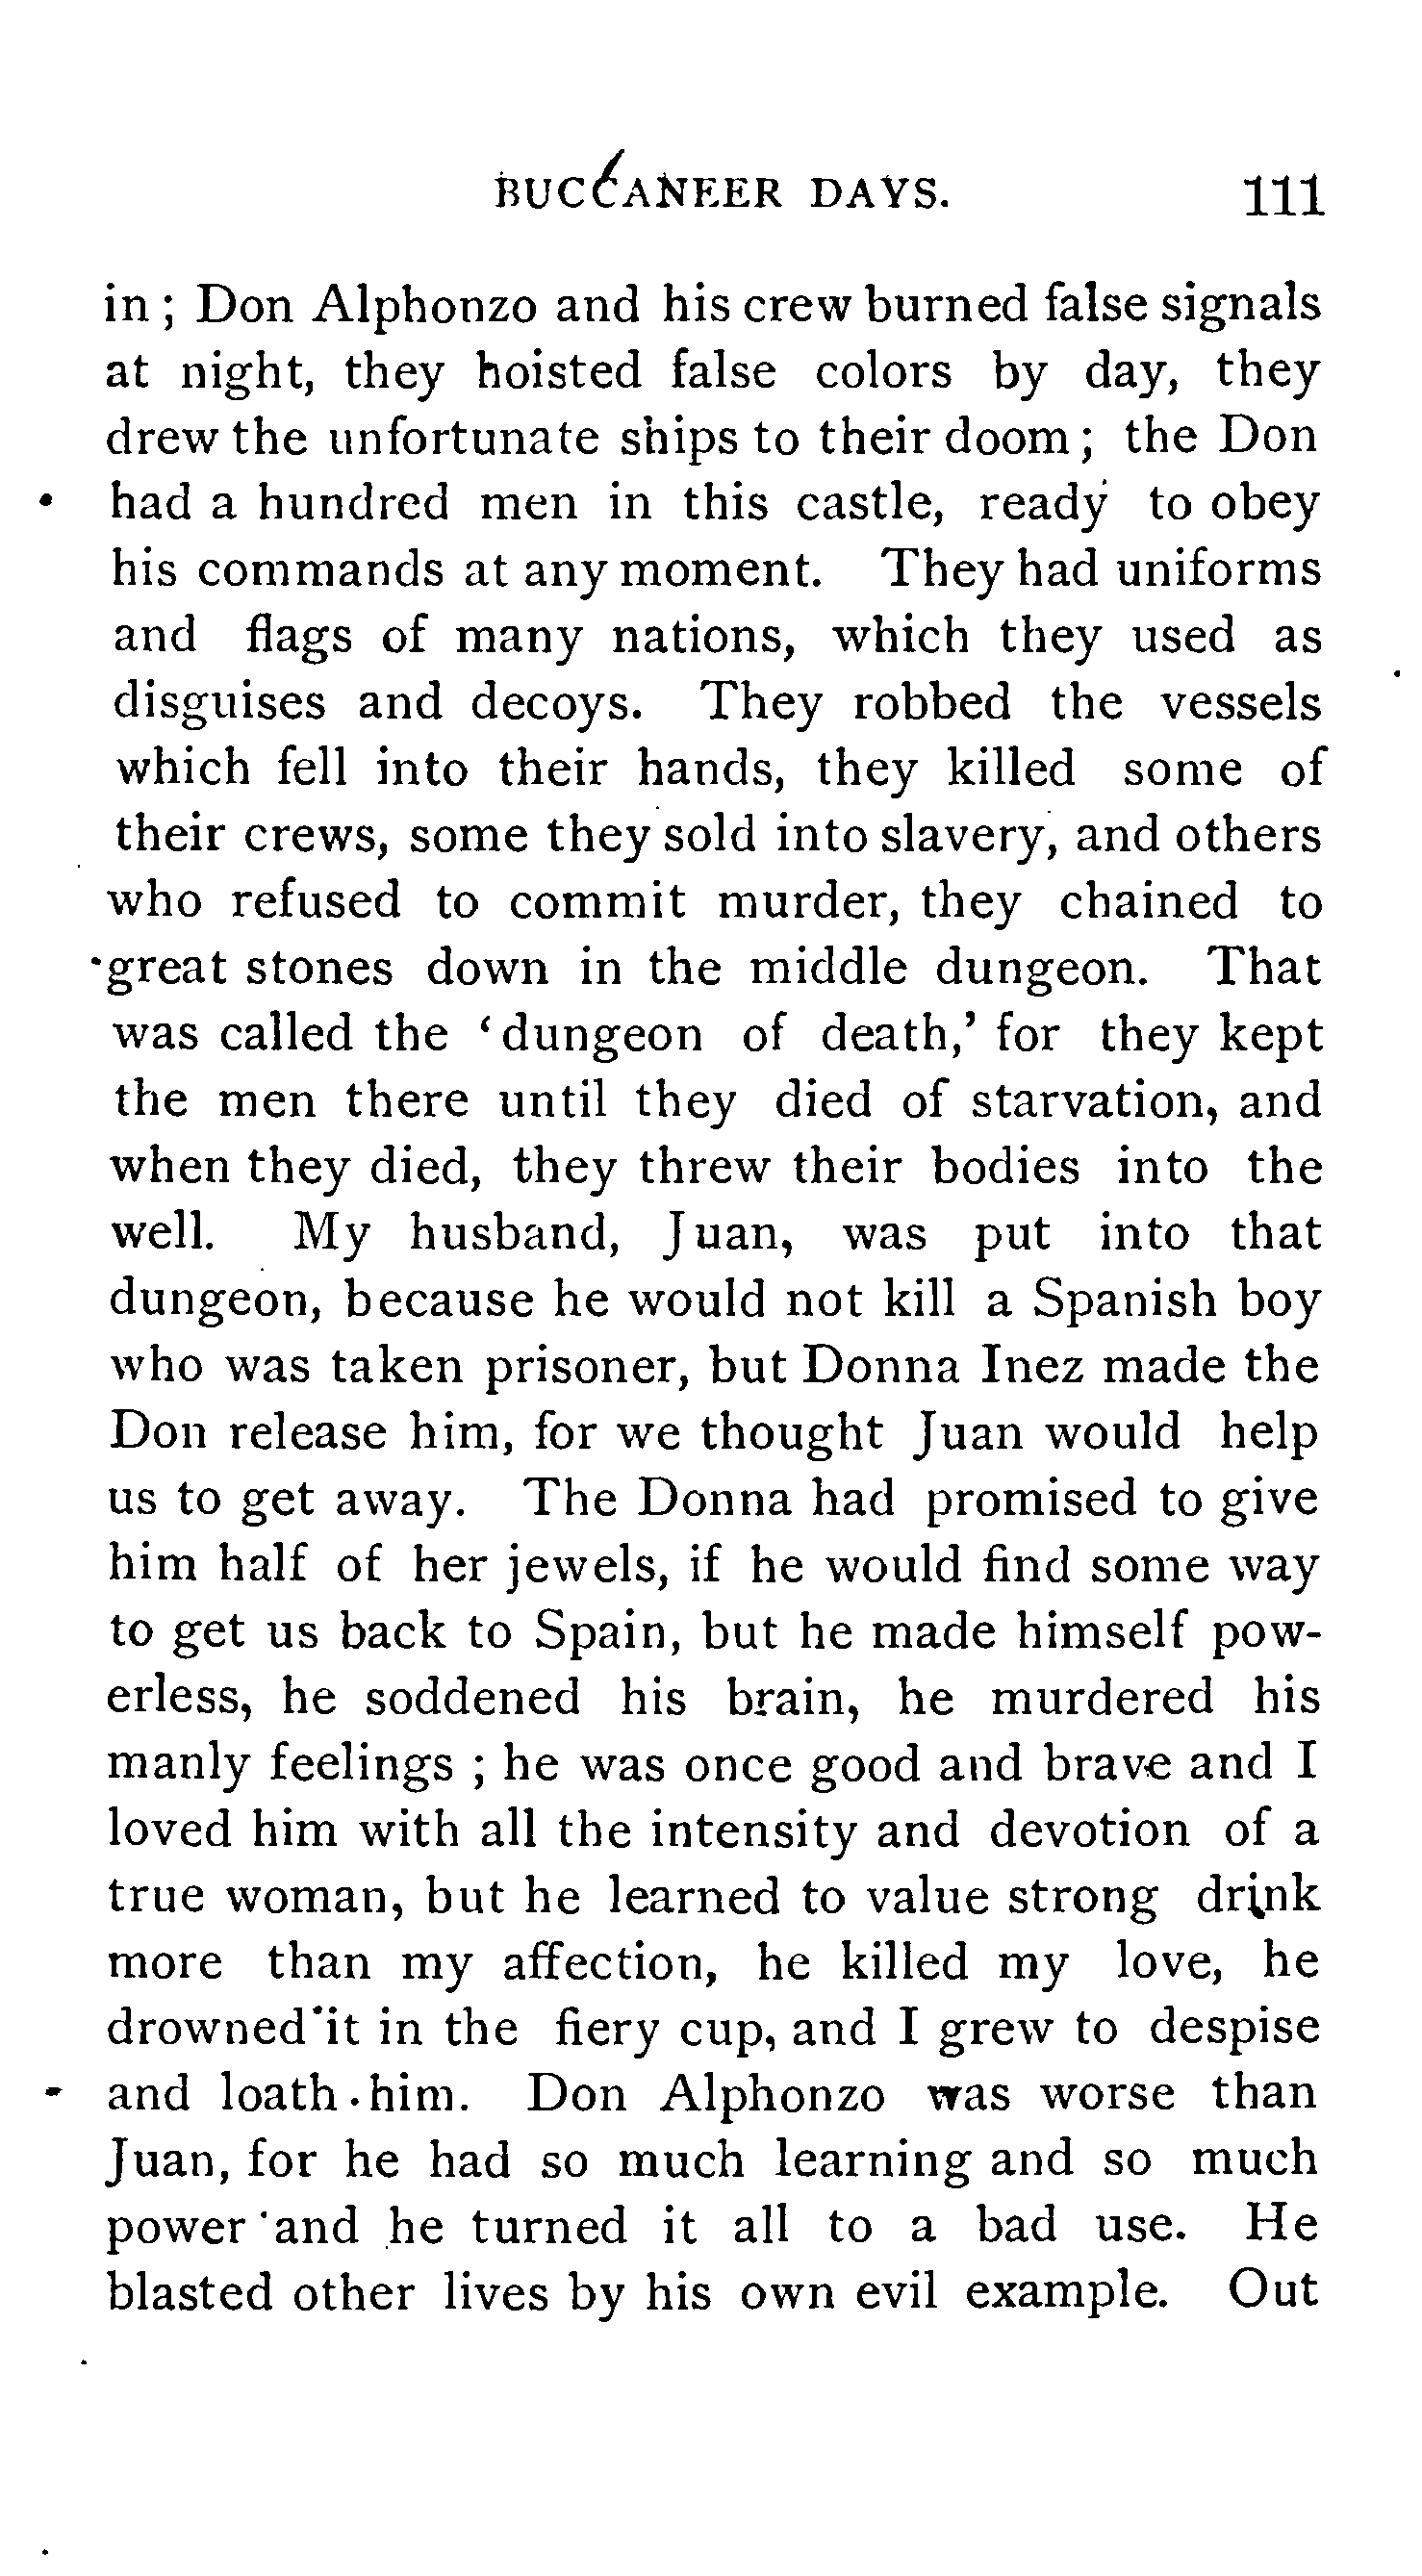 BUCCANEER DAYS. 111
in ; Don Alphonzo and his crew burned false signals
at night, they hoisted false colors by day, they
drew the unfortunate ships to their doom ; the Don
had a hundred men in this castle, ready to obey
his commands at any moment. They had uniforms
and flags of many nations, which they used as
disguises and decoys. They robbed the vessels
which fell into their hands, they killed some of
their crews, some they sold into slavery, and others
who refused to commit murder, they chained to
great stones down in the middle dungeon. That
was called the ‘ dungeon of death,’ for they kept
the men there until they died of starvation, and
when they died, they threw their bodies into the
well. My husband, Juan, was put into that
dungeon, because he would not kill a Spanish boy
who was taken prisoner, but Donna Inez made the
Don release him, for we thought Juan would help
us to get away. The Donna had promised to give
him half of her jewels, if he would find some way
to get us back to Spain, but he made himself pow-
erless, he soddened his brain, he murdered his
manly feelings ; he was once good and brave and I
loved him with all the intensity and devotion of a
true woman, but he learned to value strong drink
more than my affection, he killed my love, he
drowned it in the fiery cup, and I grew to despise
and loath him. Don Alphonzo was worse than
Juan, for he had so much learning and so much
power and he turned it all to a bad use. He
blasted other lives by his own evil example. Out